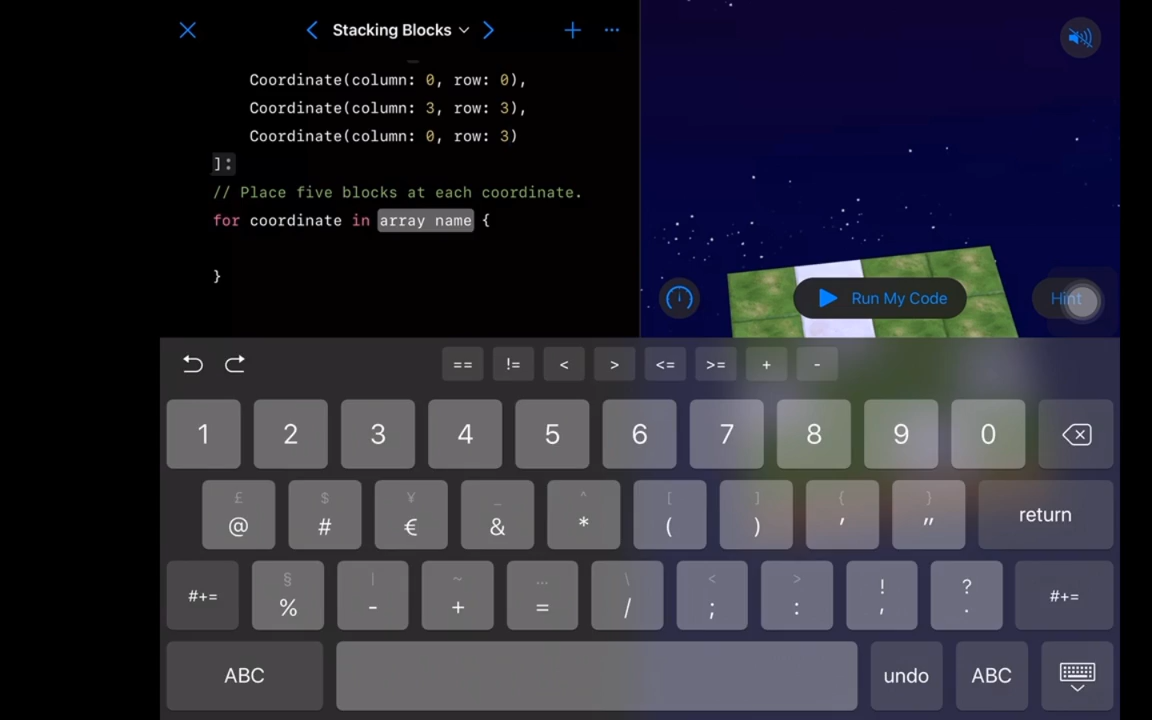 Stacking Blocks
Coordinate(column: 0, row: 0),
Coordinate(column: 3, row: 3),
Coordinate(column: 0, row: 3)
]:
// Place five blocks at each coordinate.
for coordinate in array name {
}
Run My Code
Hint
== != < > <= >= + -
1 2 3 4 5 6 7 8 9 0
£ $ ¥ _ ^ [ ] { }
@ # € & * ( ) ' " return
§ | ~ … \ < > ! ?
#+= % - + = / ; : , . #+=
ABC undo ABC